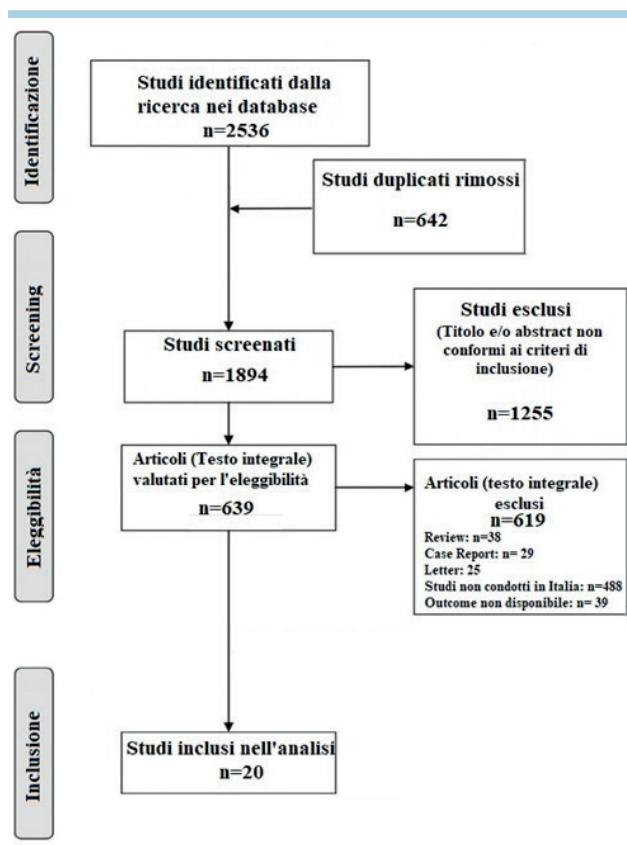 Identificazione
Studi identificati dalla
ricerca nei database
n=2536
Studi duplicati rimossi
n=642
Screening
Studi screenati
n=1894
Studi esclusi
(Titolo e/o abstract non
conformi ai criteri di
inclusione)
n=1255
Eleggibilità
Articoli (Testo integrale)
valutati per l'eleggibilità
n=639
Articoli (testo integrale)
esclusi
n=619
Review: n=38
Case Report: n= 29
Letter: 25
Studi non condotti in Italia: n=488
Outcome non disponibile: n= 39
Inclusione
Studi inclusi nell'analisi
n=20